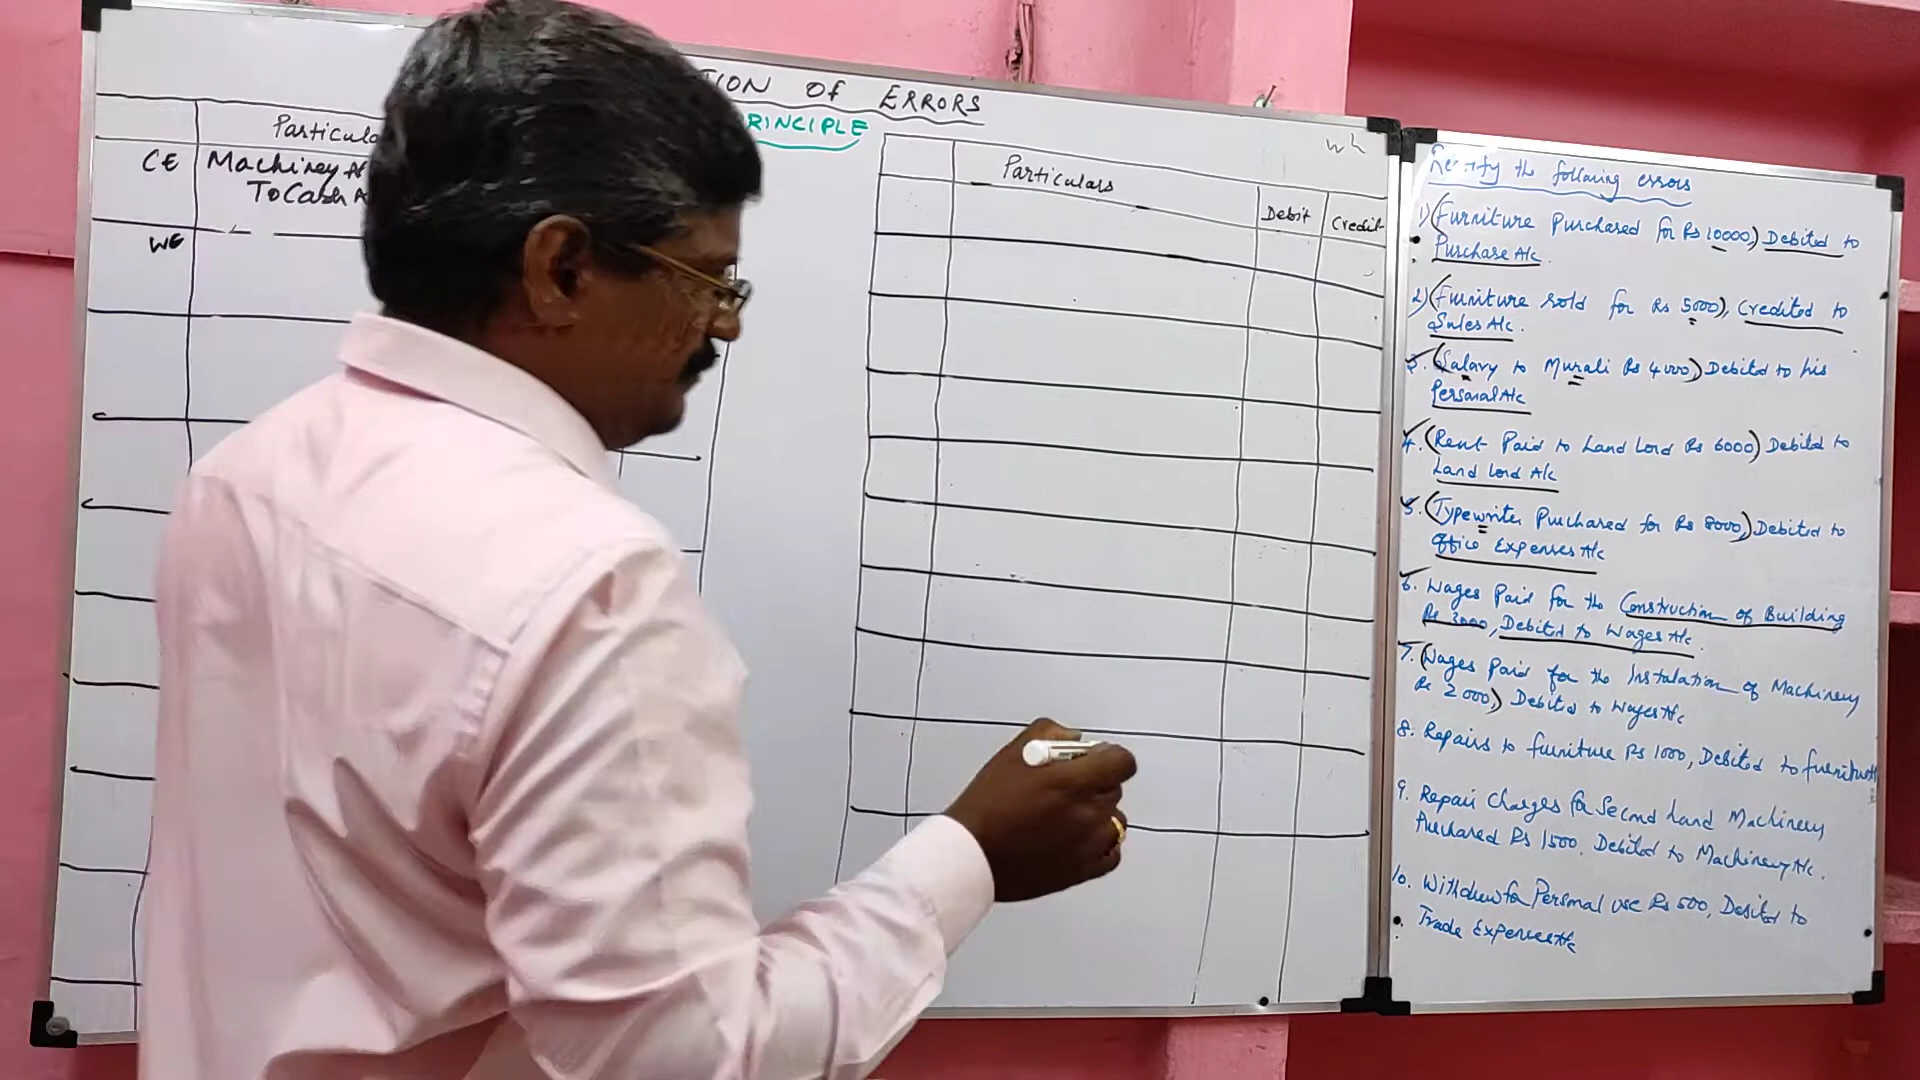 TION OF ERRORS
RINCIPLE
Particula
CE Machinery A
To Cash A
WE
wh
Particulars
Debit Credit
Rectify the following errors
1) (Furniture Purchased for Rs 10000,) Debited to
Purchase A/c.
2) (Furniture sold for Rs 5000), Credited to
Sales A/c.
3. (Salary to Murali Rs 4000) Debited to his
Personal A/c
4. (Rent Paid to Land Lord Rs 6000) Debited to
Land Lord A/c
5. (Typewriter Purchared for Rs 8000,) Debited to
Office Expenses A/c
6. Wages Paid for the Construction of Building
Rs 3000, Debited to Wages A/c.
7. (Wages Paid for the Instalation of Machinery
Rs 2000,) Debited to Wages A/c
8. Repairs to furniture Rs 1000, Debited to furniture
9. Repair Charges for Second hand Machinery
Purchared Rs 1500. Debited to Machinery A/c.
10. Withdrew for Personal use Rs 500, Debited to
Trade Expenses A/c